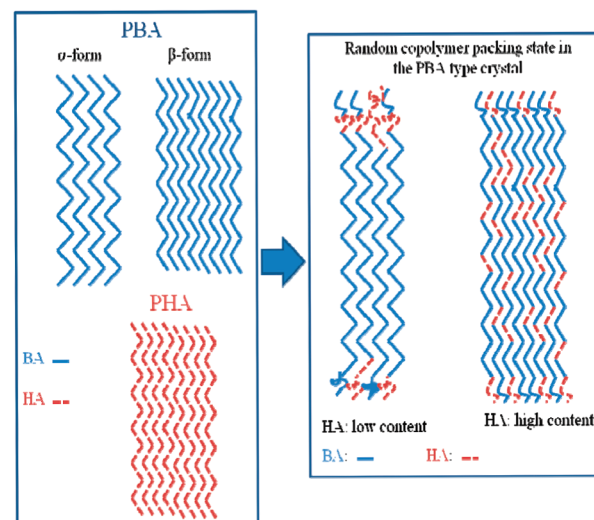 PBA
α-form
β-form
PHA
BA
HA
Random copolymer packing state in
the PBA type crystal
HA: low content
HA: high content
BA:
HA: